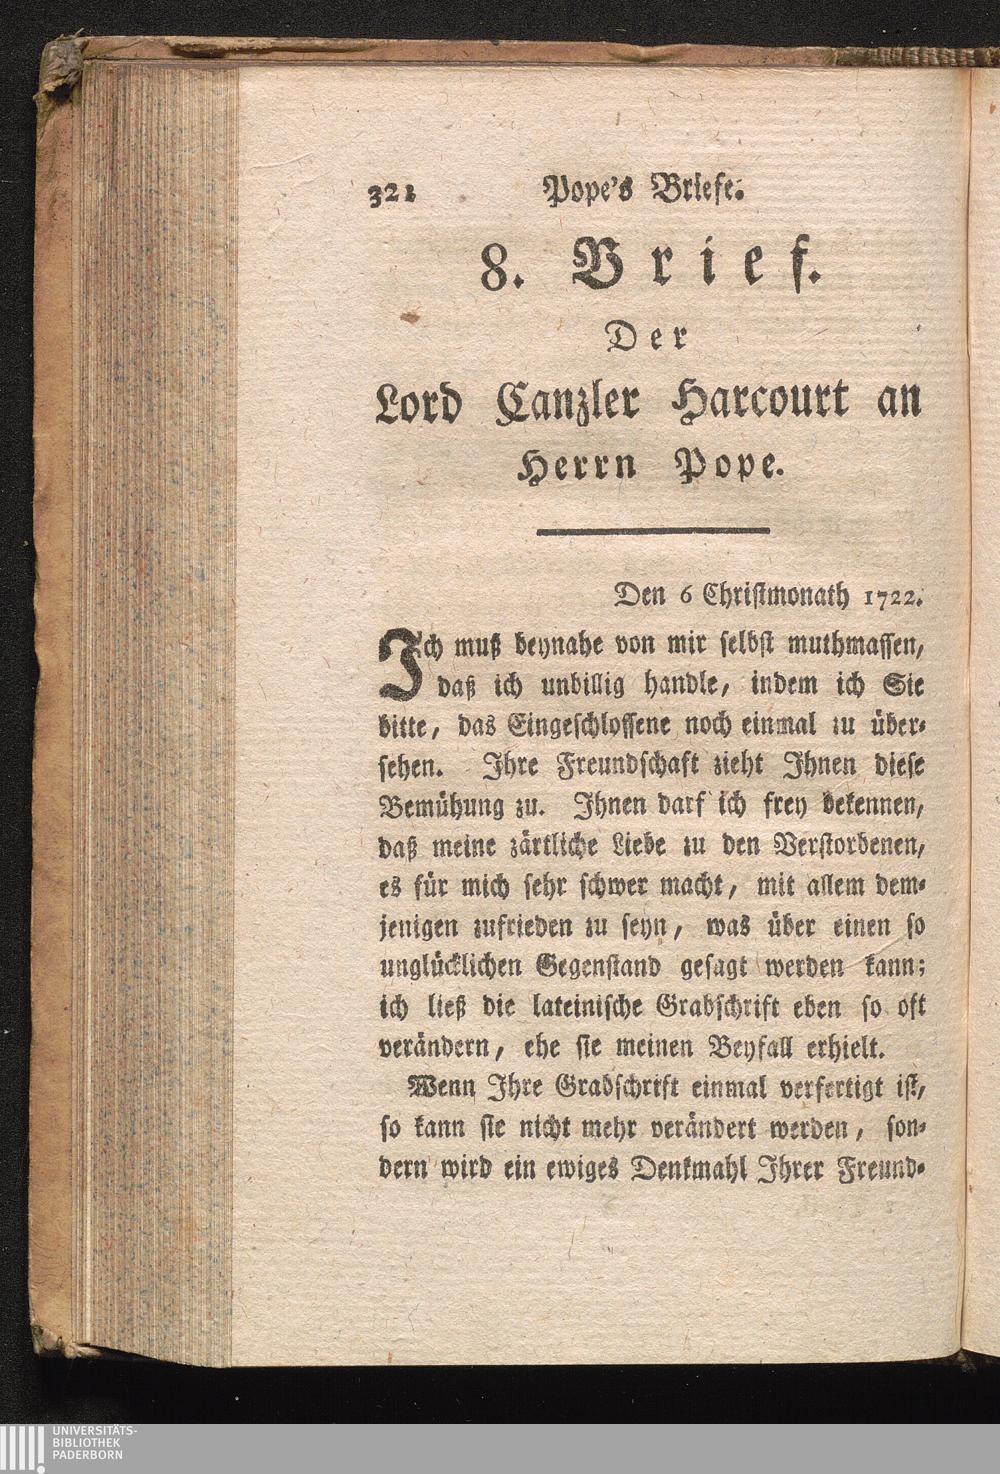 321 Pope's Briefe.
8. Brief.
Der
Lord Canzler Harcourt an
Herrn Pope.
Den 6 Christmonath 1722.
Ich muß beynahe von mir selbst muthmassen,
daß ich unbillig handle, indem ich Sie
bitte, das Eingeschlossene noch einmal zu über-
sehen. Ihre Freundschaft zieht Ihnen diese
Bemühung zu. Ihnen darf ich frey bekennen,
daß meine zärtliche Liebe zu den Verstorbenen,
es für mich sehr schwer macht, mit allem dem-
jenigen zufrieden zu seyn, was über einen so
unglücklichen Gegenstand gesagt werden kann;
ich ließ die lateinische Grabschrift eben so oft
verändern, ehe sie meinen Beyfall erhielt.
Wenn Ihre Grabschrift einmal verfertigt ist,
so kann sie nicht mehr verändert werden, son-
dern wird ein ewiges Denkmahl Ihrer Freund-
UNIVERSITÄTS-
BIBLIOTHEK
PADERBORN